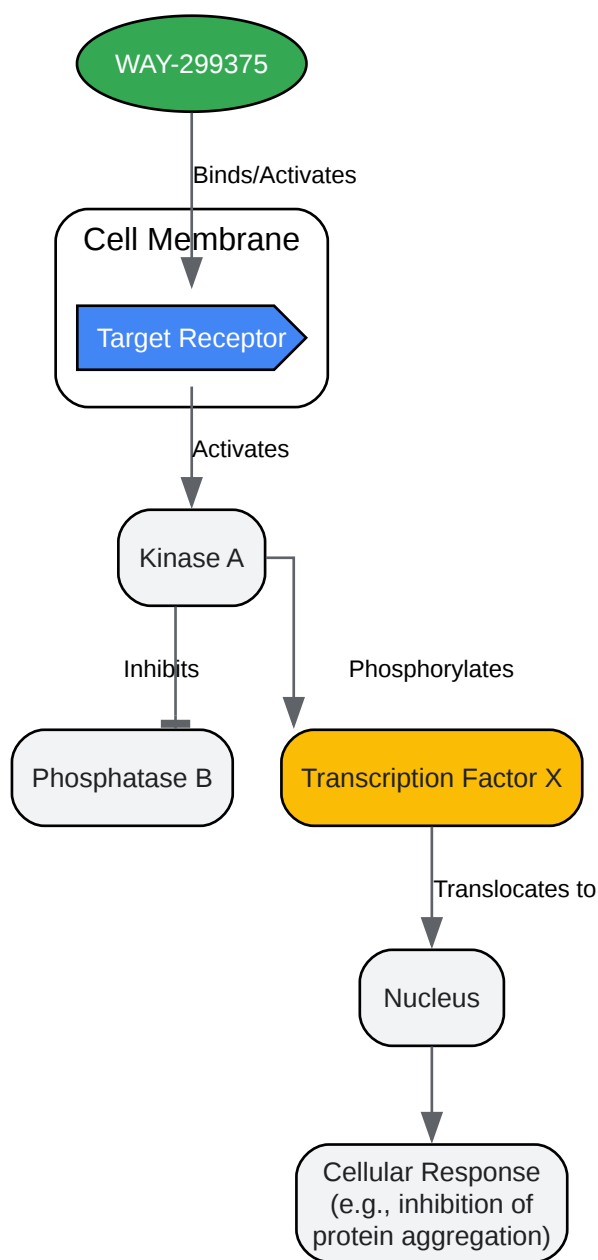 WAY-299375
Binds/Activates
Cell Membrane
Target Receptor
Activates
Kinase A
Inhibits
Phosphorylates
Phosphatase B
Transcription Factor X
Translocates to
Nucleus
Cellular Response
(e.g., inhibition of
protein aggregation)